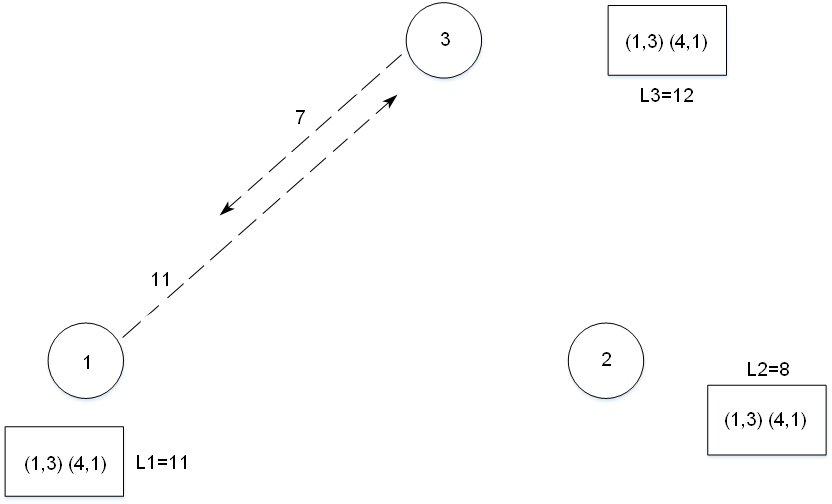 3
(1,3) (4,1)
L3=12
7
11
1
2
L2=8
(1,3) (4,1)
(1,3) (4,1)
L1=11